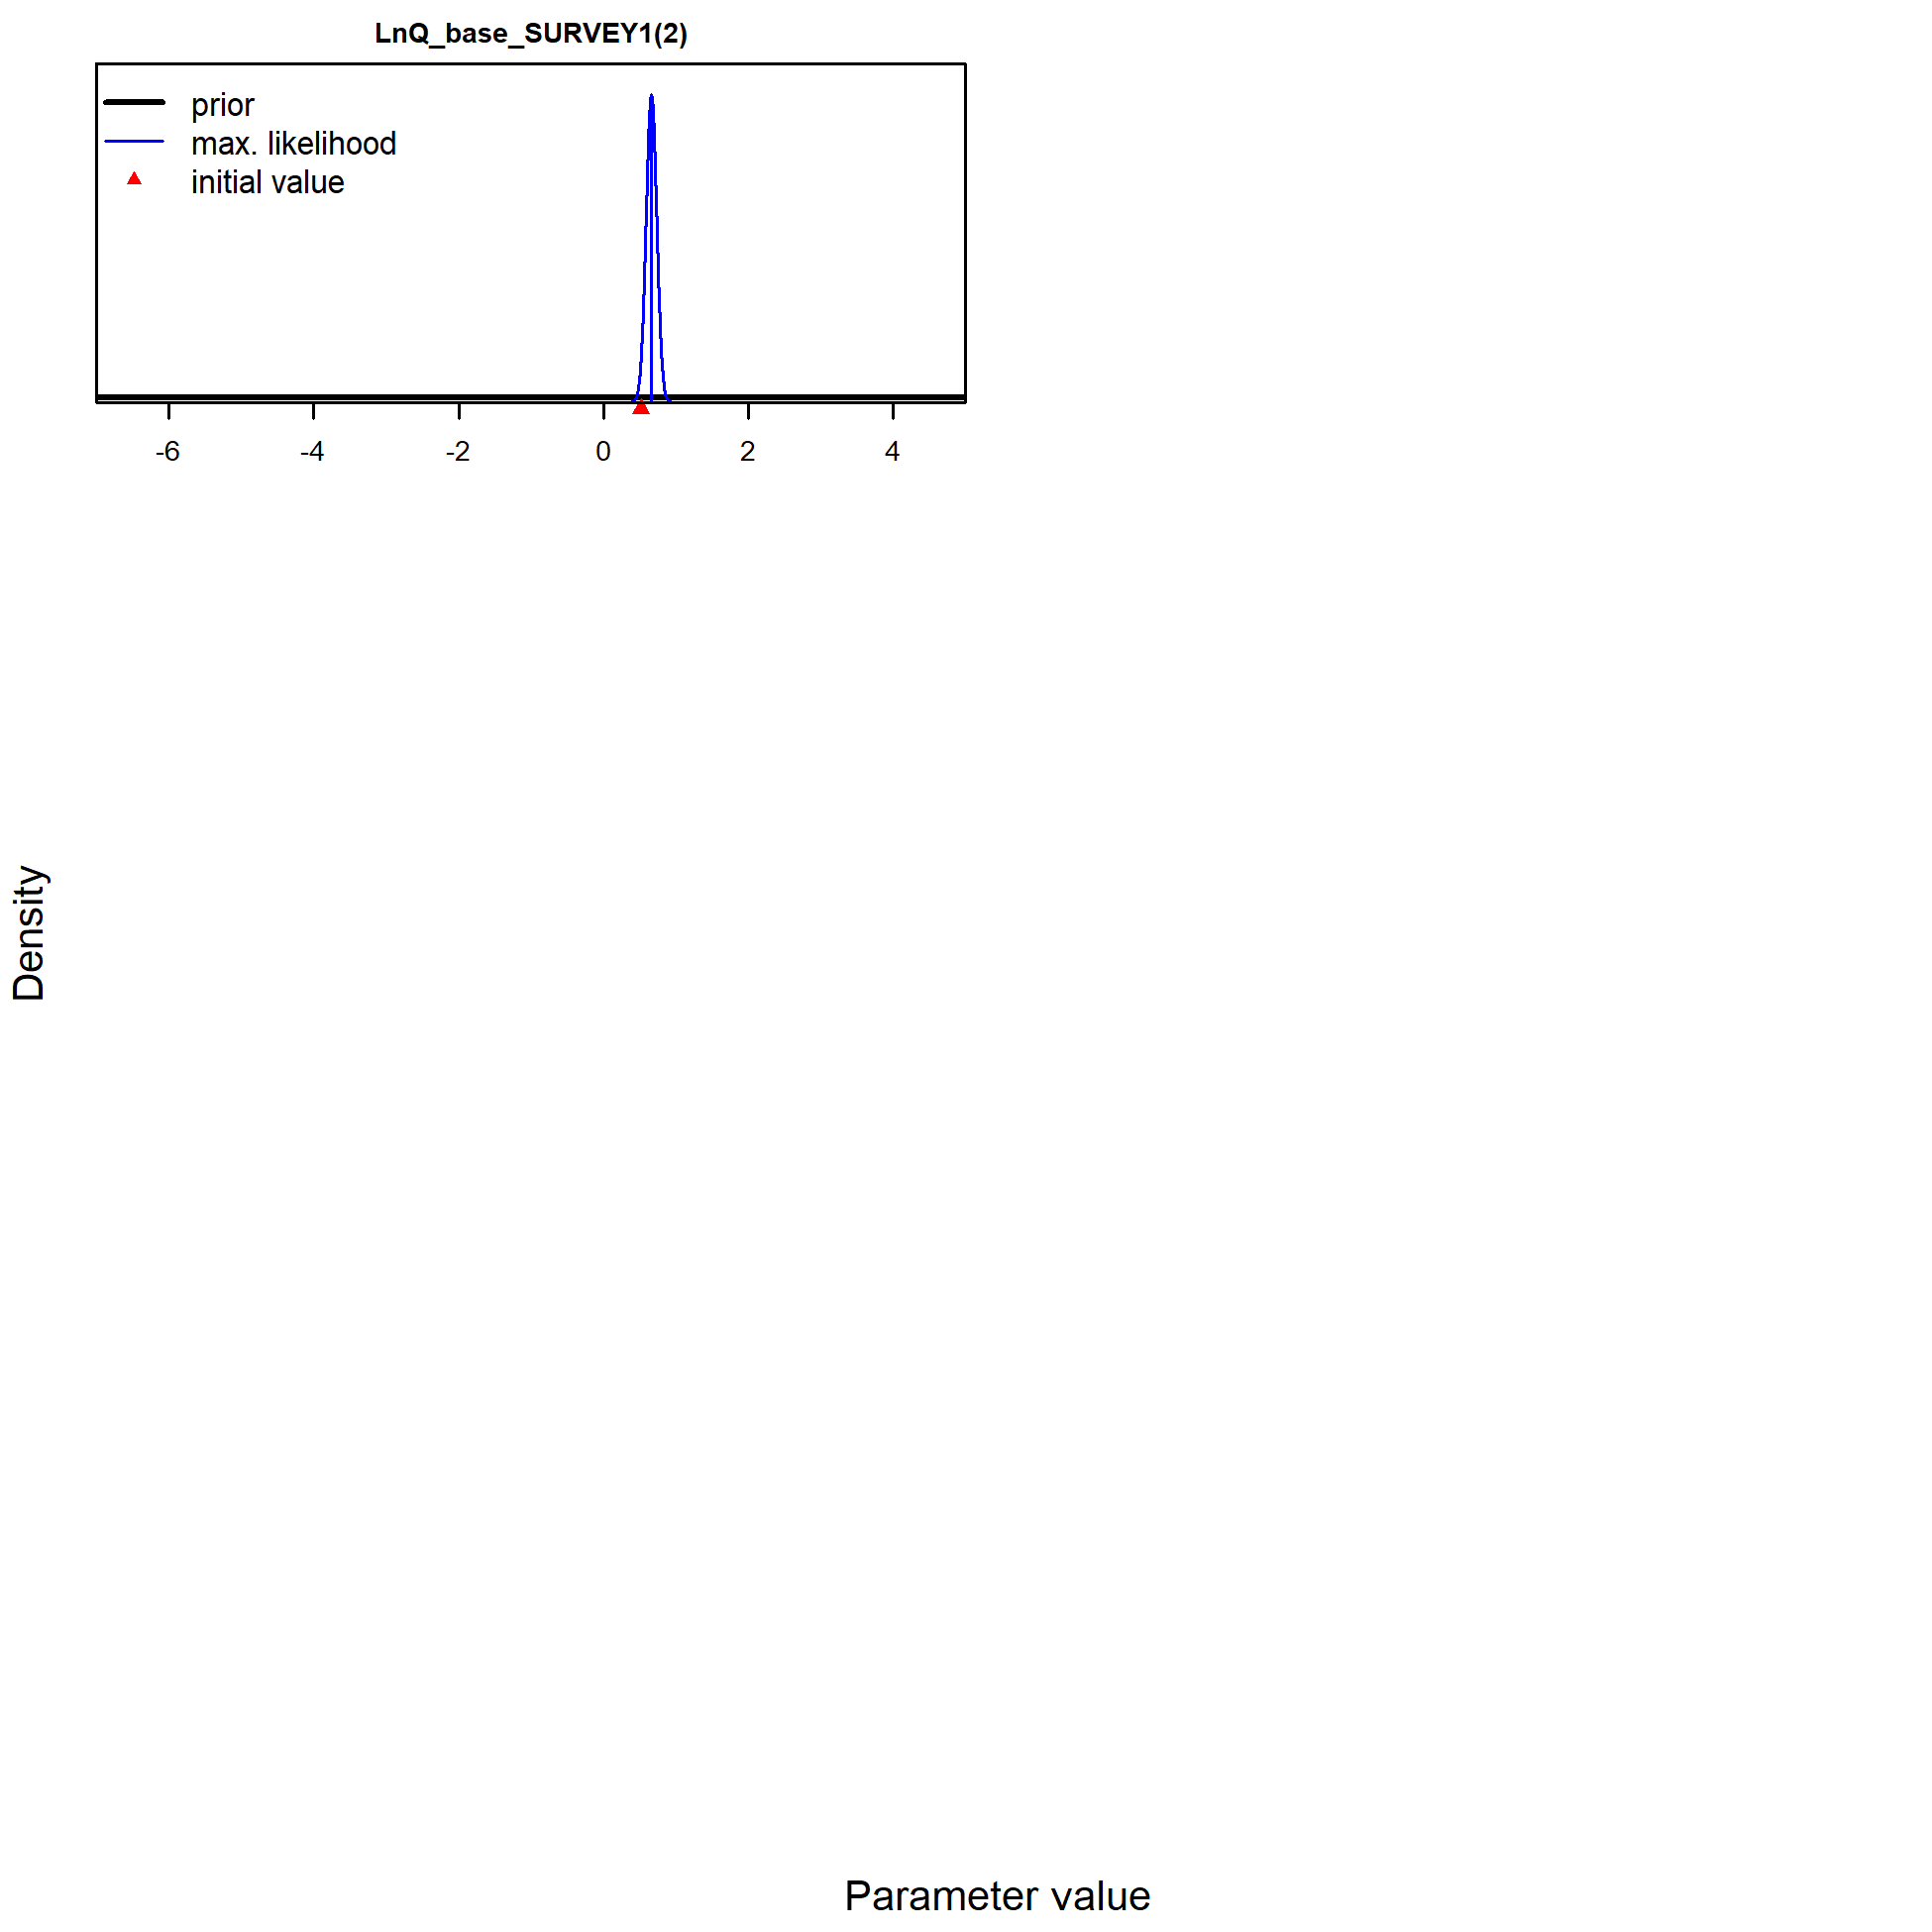 LnQ_base_SURVEY1(2)
prior
max. likelihood
initial value
-6 -4 -2 0 2 4
Density
Parameter value